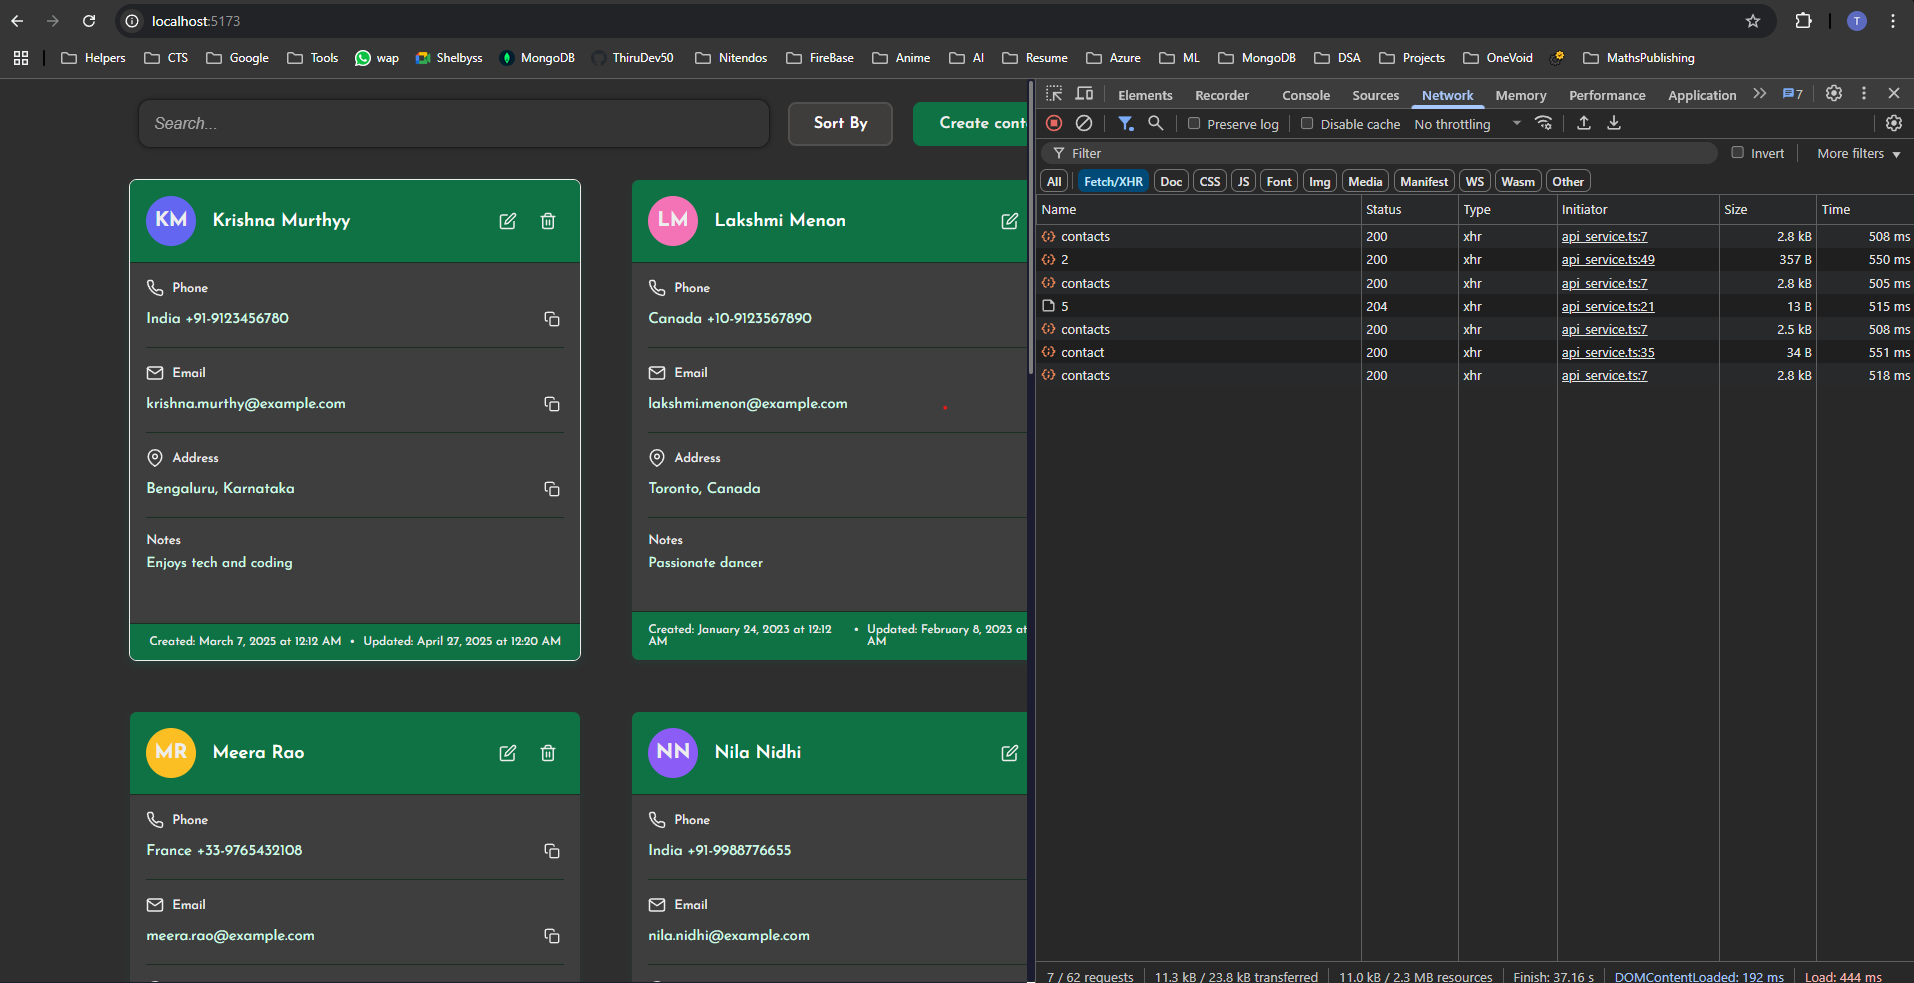 localhost:5173
T
Helpers CTS Google Tools wap Shelbyss MongoDB ThiruDev50 Nitendos FireBase Anime AI Resume Azure ML MongoDB DSA Projects OneVoid MathsPublishing
Search...
Sort By
Create cont
KM
Krishna Murthyy
Phone
India +91-9123456780
Email
krishna.murthy@example.com
Address
Bengaluru, Karnataka
Notes
Enjoys tech and coding
Created: March 7, 2025 at 12:12 AM • Updated: April 27, 2025 at 12:20 AM
LM
Lakshmi Menon
Phone
Canada +10-9123567890
Email
lakshmi.menon@example.com
Address
Toronto, Canada
Notes
Passionate dancer
Created: January 24, 2023 at 12:12
AM
• Updated: February 8, 2023 at
AM
MR
Meera Rao
Phone
France +33-9765432108
Email
meera.rao@example.com
NN
Nila Nidhi
Phone
India +91-9988776655
Email
nila.nidhi@example.com
Elements Recorder Console Sources Network Memory Performance Application 7
Preserve log Disable cache No throttling
Filter Invert More filters
All Fetch/XHR Doc CSS JS Font Img Media Manifest WS Wasm Other
Name Status Type Initiator Size Time
contacts 200 xhr api_service.ts:7 2.8 kB 508 ms
2 200 xhr api_service.ts:49 357 B 550 ms
contacts 200 xhr api_service.ts:7 2.8 kB 505 ms
5 204 xhr api_service.ts:21 13 B 515 ms
contacts 200 xhr api_service.ts:7 2.5 kB 508 ms
contact 200 xhr api_service.ts:35 34 B 551 ms
contacts 200 xhr api_service.ts:7 2.8 kB 518 ms
7 / 62 requests 11.3 kB / 23.8 kB transferred 11.0 kB / 2.3 MB resources Finish: 37.16 s DOMContentLoaded: 192 ms Load: 444 ms